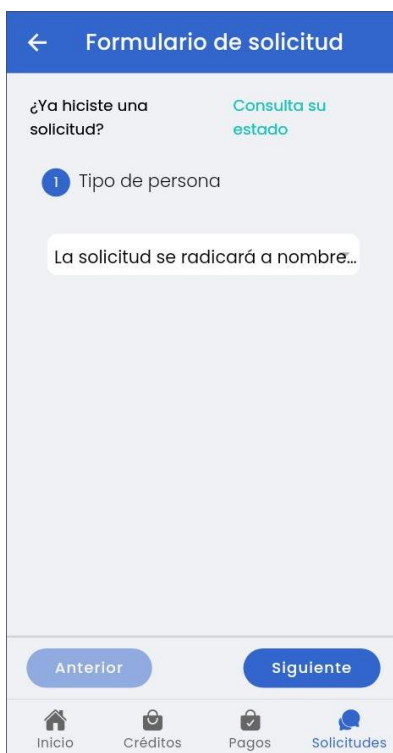 Formulario de solicitud
¿Ya hiciste una
solicitud?
Consulta su
estado
1 Tipo de persona
La solicitud se radicará a nombre...
Anterior
Siguiente
Inicio
Créditos
Pagos
Solicitudes